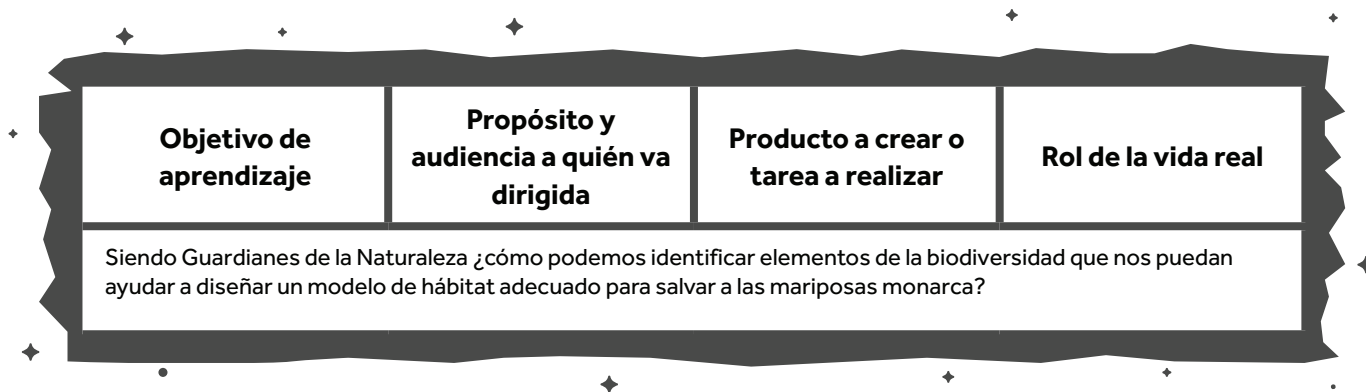 Objetivo de
aprendizaje
Propósito y
audiencia a quién va
dirigida
Producto a crear o
tarea a realizar
Rol de la vida real
Siendo Guardianes de la Naturaleza ¿cómo podemos identificar elementos de la biodiversidad que nos puedan
ayudar a diseñar un modelo de hábitat adecuado para salvar a las mariposas monarca?